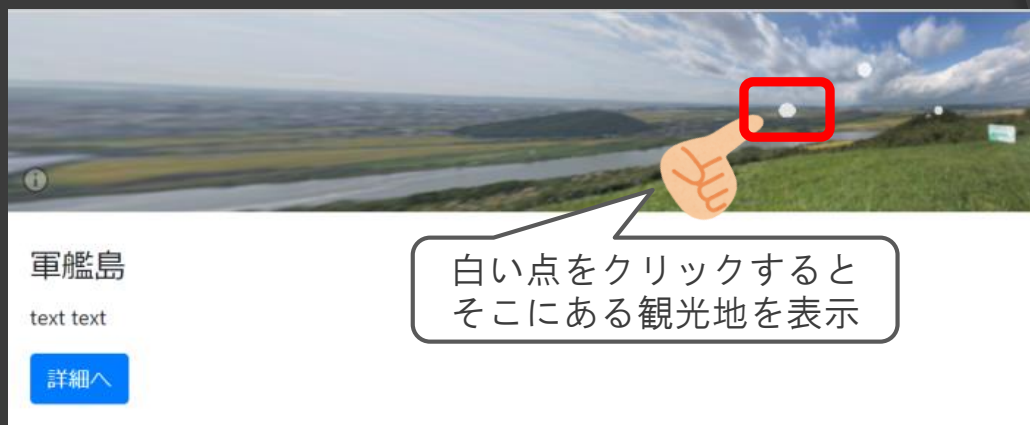 白い点をクリックすると
そこにある観光地を表示
軍艦島
text text
詳細へ